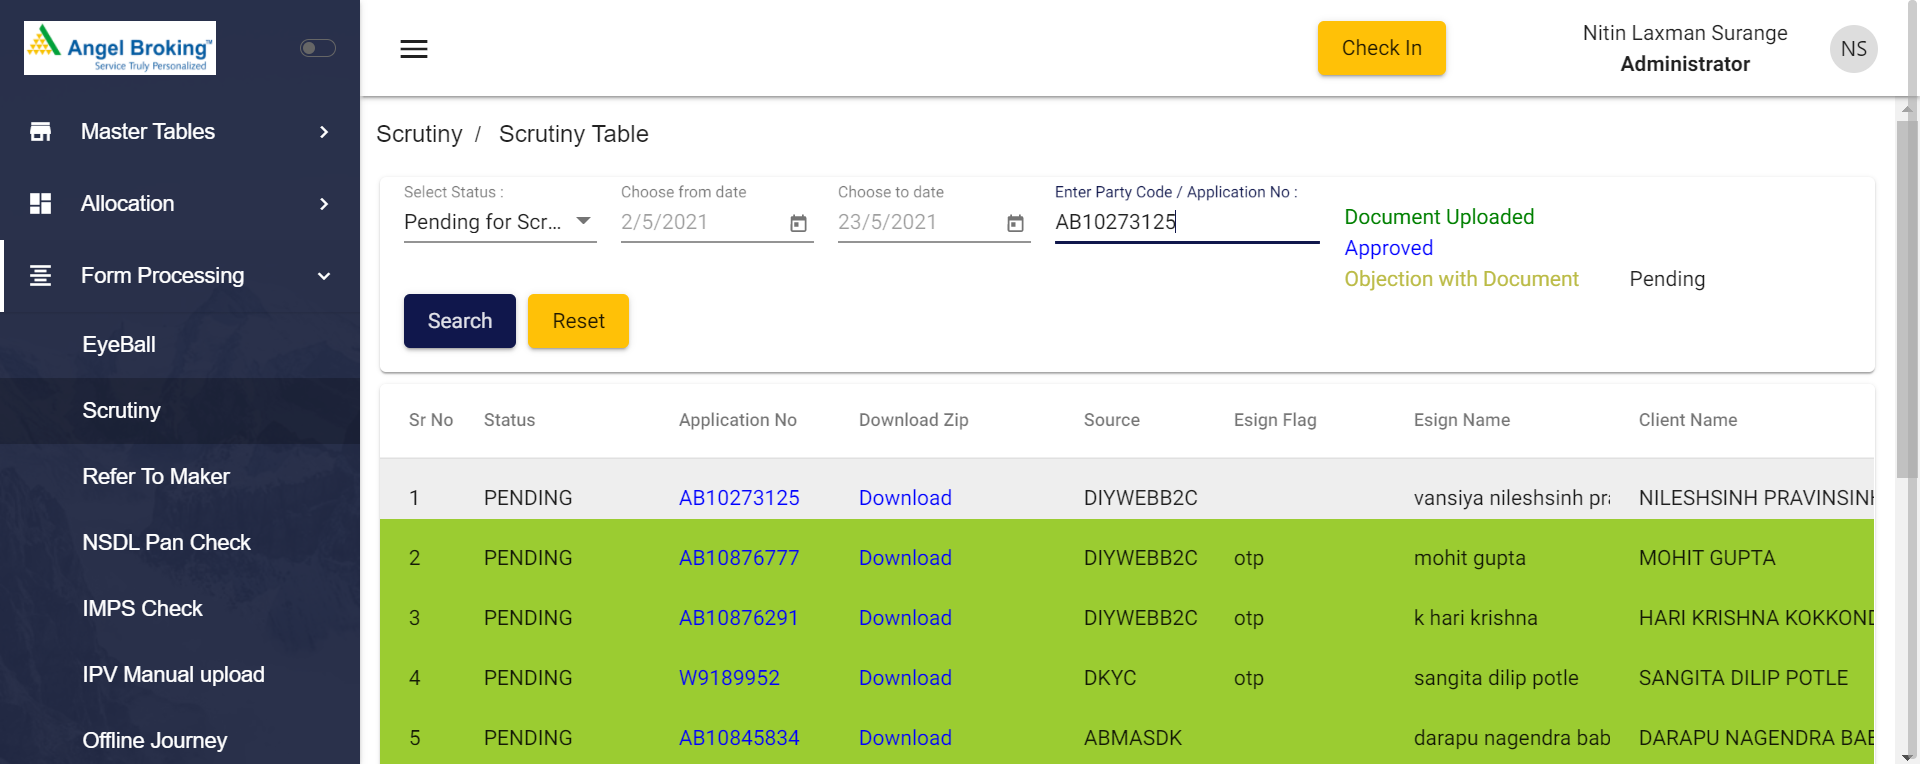 Angel Broking™
Service Truly Personalized
Master Tables
Allocation
Form Processing
EyeBall
Scrutiny
Refer To Maker
NSDL Pan Check
IMPS Check
IPV Manual upload
Offline Journey
Check In
Nitin Laxman Surange
Administrator
NS
Scrutiny / Scrutiny Table
Select Status : Choose from date Choose to date Enter Party Code / Application No :
Pending for Scr... 2/5/2021 23/5/2021 AB10273125
Document Uploaded
Approved
Objection with Document Pending
Search Reset
Sr No Status Application No Download Zip Source Esign Flag Esign Name Client Name
1 PENDING AB10273125 Download DIYWEBB2C vansiya nileshsinh pra NILESHSINH PRAVINSINH
2 PENDING AB10876777 Download DIYWEBB2C otp mohit gupta MOHIT GUPTA
3 PENDING AB10876291 Download DIYWEBB2C otp k hari krishna HARI KRISHNA KOKKOND
4 PENDING W9189952 Download DKYC otp sangita dilip potle SANGITA DILIP POTLE
5 PENDING AB10845834 Download ABMASDK darapu nagendra bab DARAPU NAGENDRA BAB